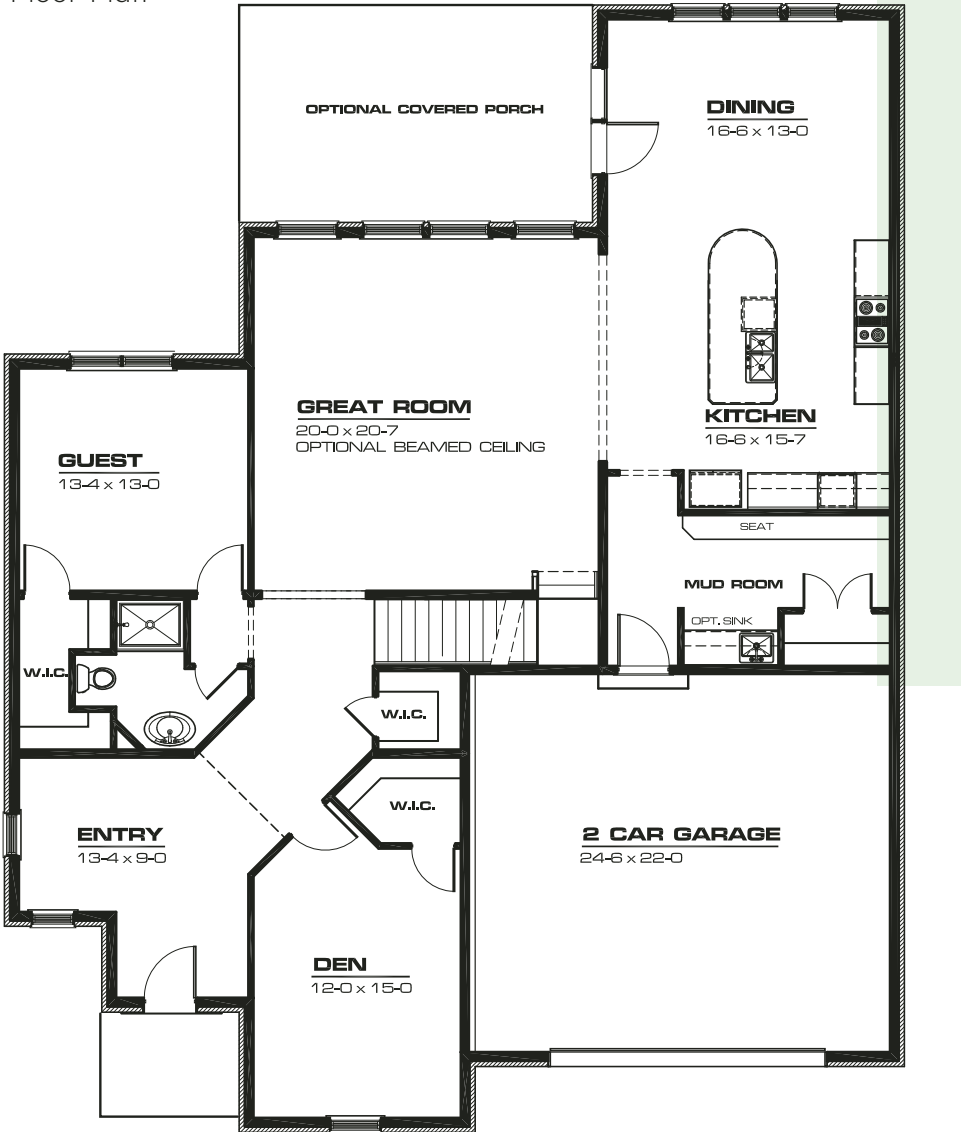 Floor Plan
OPTIONAL COVERED PORCH
DINING
16-6 x 13-0
GREAT ROOM
20-0 x 20-7
OPTIONAL BEAMED CEILING
KITCHEN
16-6 x 15-7
GUEST
13-4 x 13-0
SEAT
MUD ROOM
OPT. SINK
W.I.C.
W.I.C.
W.I.C.
ENTRY
13-4 x 9-0
2 CAR GARAGE
24-6 x 22-0
DEN
12-0 x 15-0